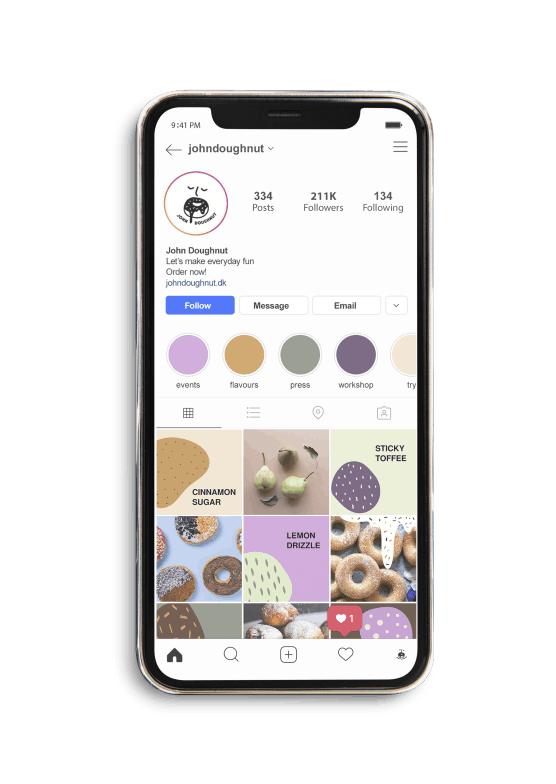 9:41 PM
johndoughnut
334
Posts
211K
Followers
134
Following
JOHN DOUGHNUT
John Doughnut
Let's make everyday fun
Order now!
johndoughnut.dk
Follow
Message
Email
events
flavours
press
workshop
try
CINNAMON
SUGAR
STICKY
TOFFEE
LEMON
DRIZZLE
1